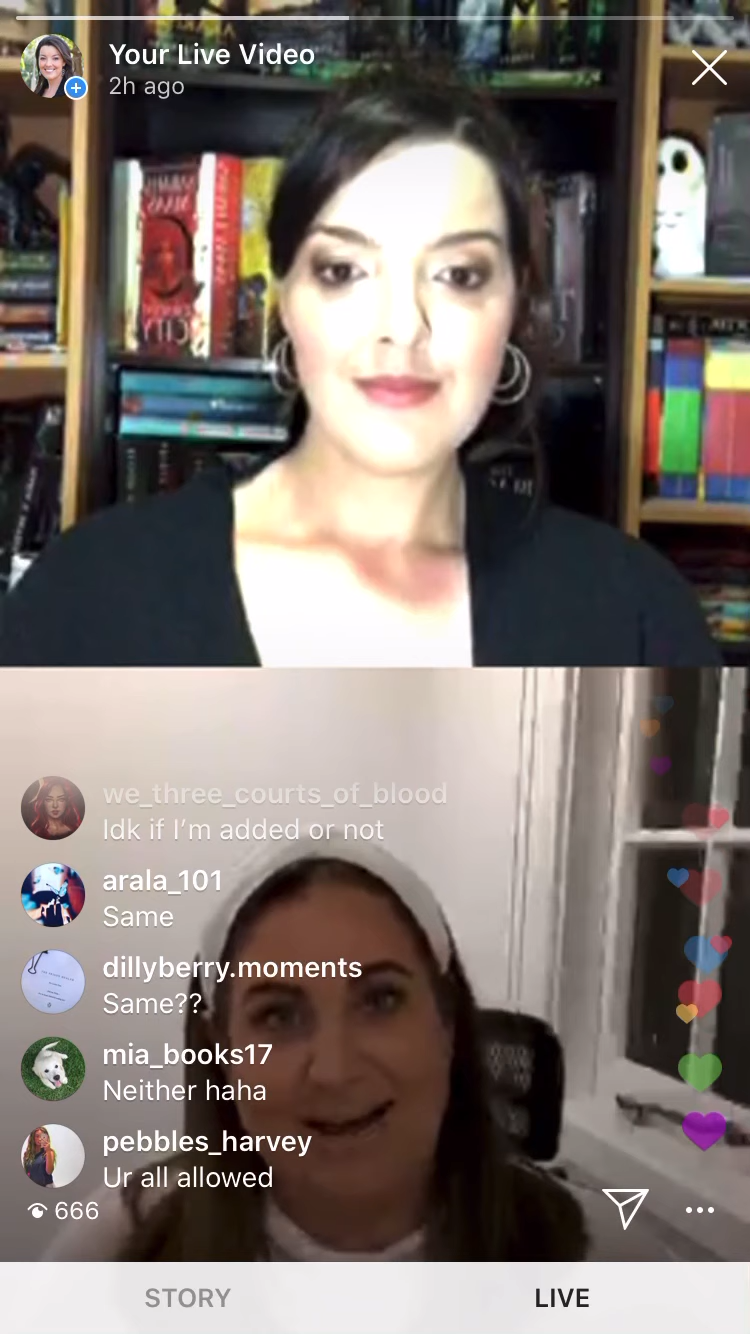 Your Live Video
2h ago
CITY
we_three_courts_of_blood
Idk if I'm added or not
arala_101
Same
dillyberry.moments
Same??
mia_books17
Neither haha
pebbles_harvey
Ur all allowed
666
STORY
LIVE